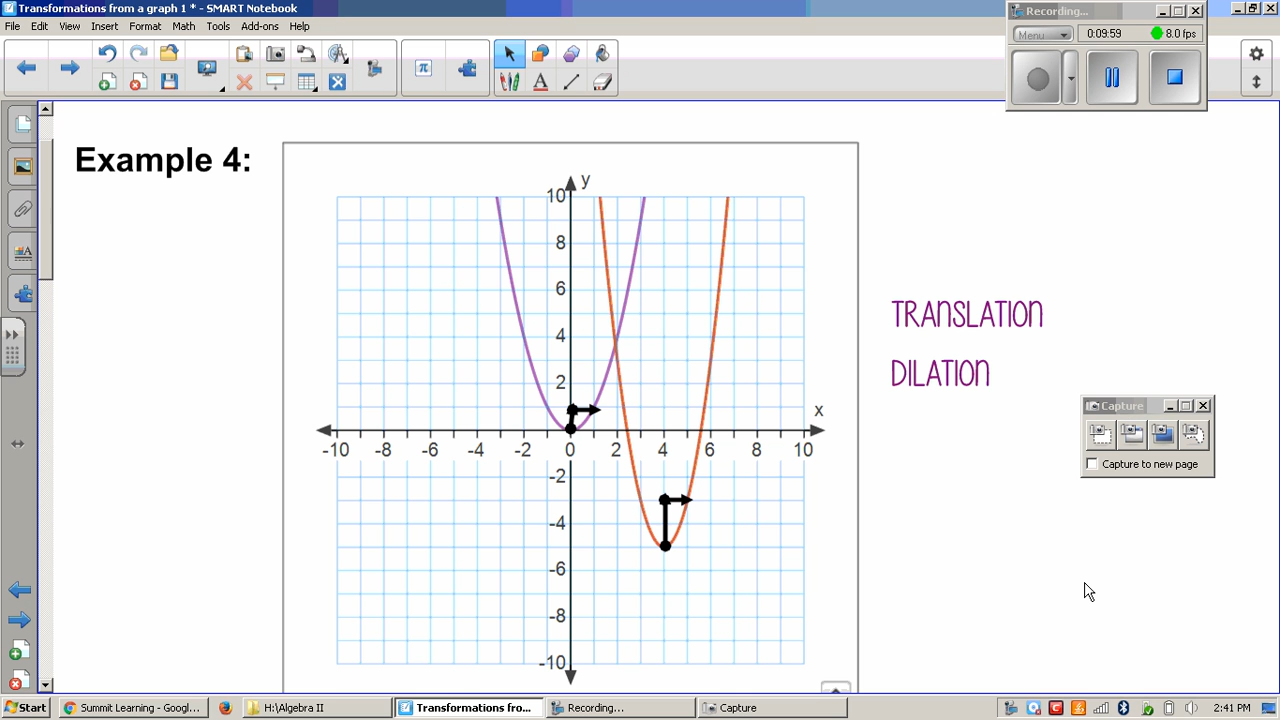 Transformations from a graph 1 * - SMART Notebook
File Edit View Insert Format Math Tools Add-ons Help
Recording...
Menu
0:09:59
8.0 fps
Example 4:
y
10
8
6
4
2
x
-10 -8 -6 -4 -2 0 2 4 6 8 10
-2
-4
-6
-8
-10
TRANSLATION
DILATION
Capture
Capture to new page
Start
Summit Learning - Googl...
H:\Algebra II
Transformations fro...
Recording...
Capture
2:41 PM